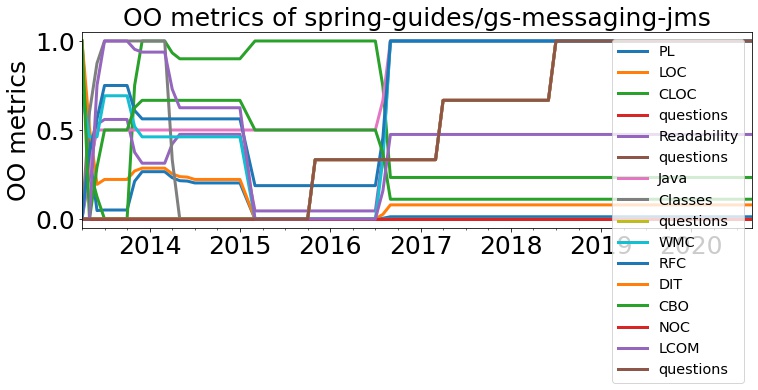 OO metrics of spring-guides/gs-messaging-jms
OO metrics
1.0
0.5
0.0
2014 2015 2016 2017 2018 2019 2020
PL
LOC
CLOC
questions
Readability
questions
Java
Classes
questions
WMC
RFC
DIT
CBO
NOC
LCOM
questions